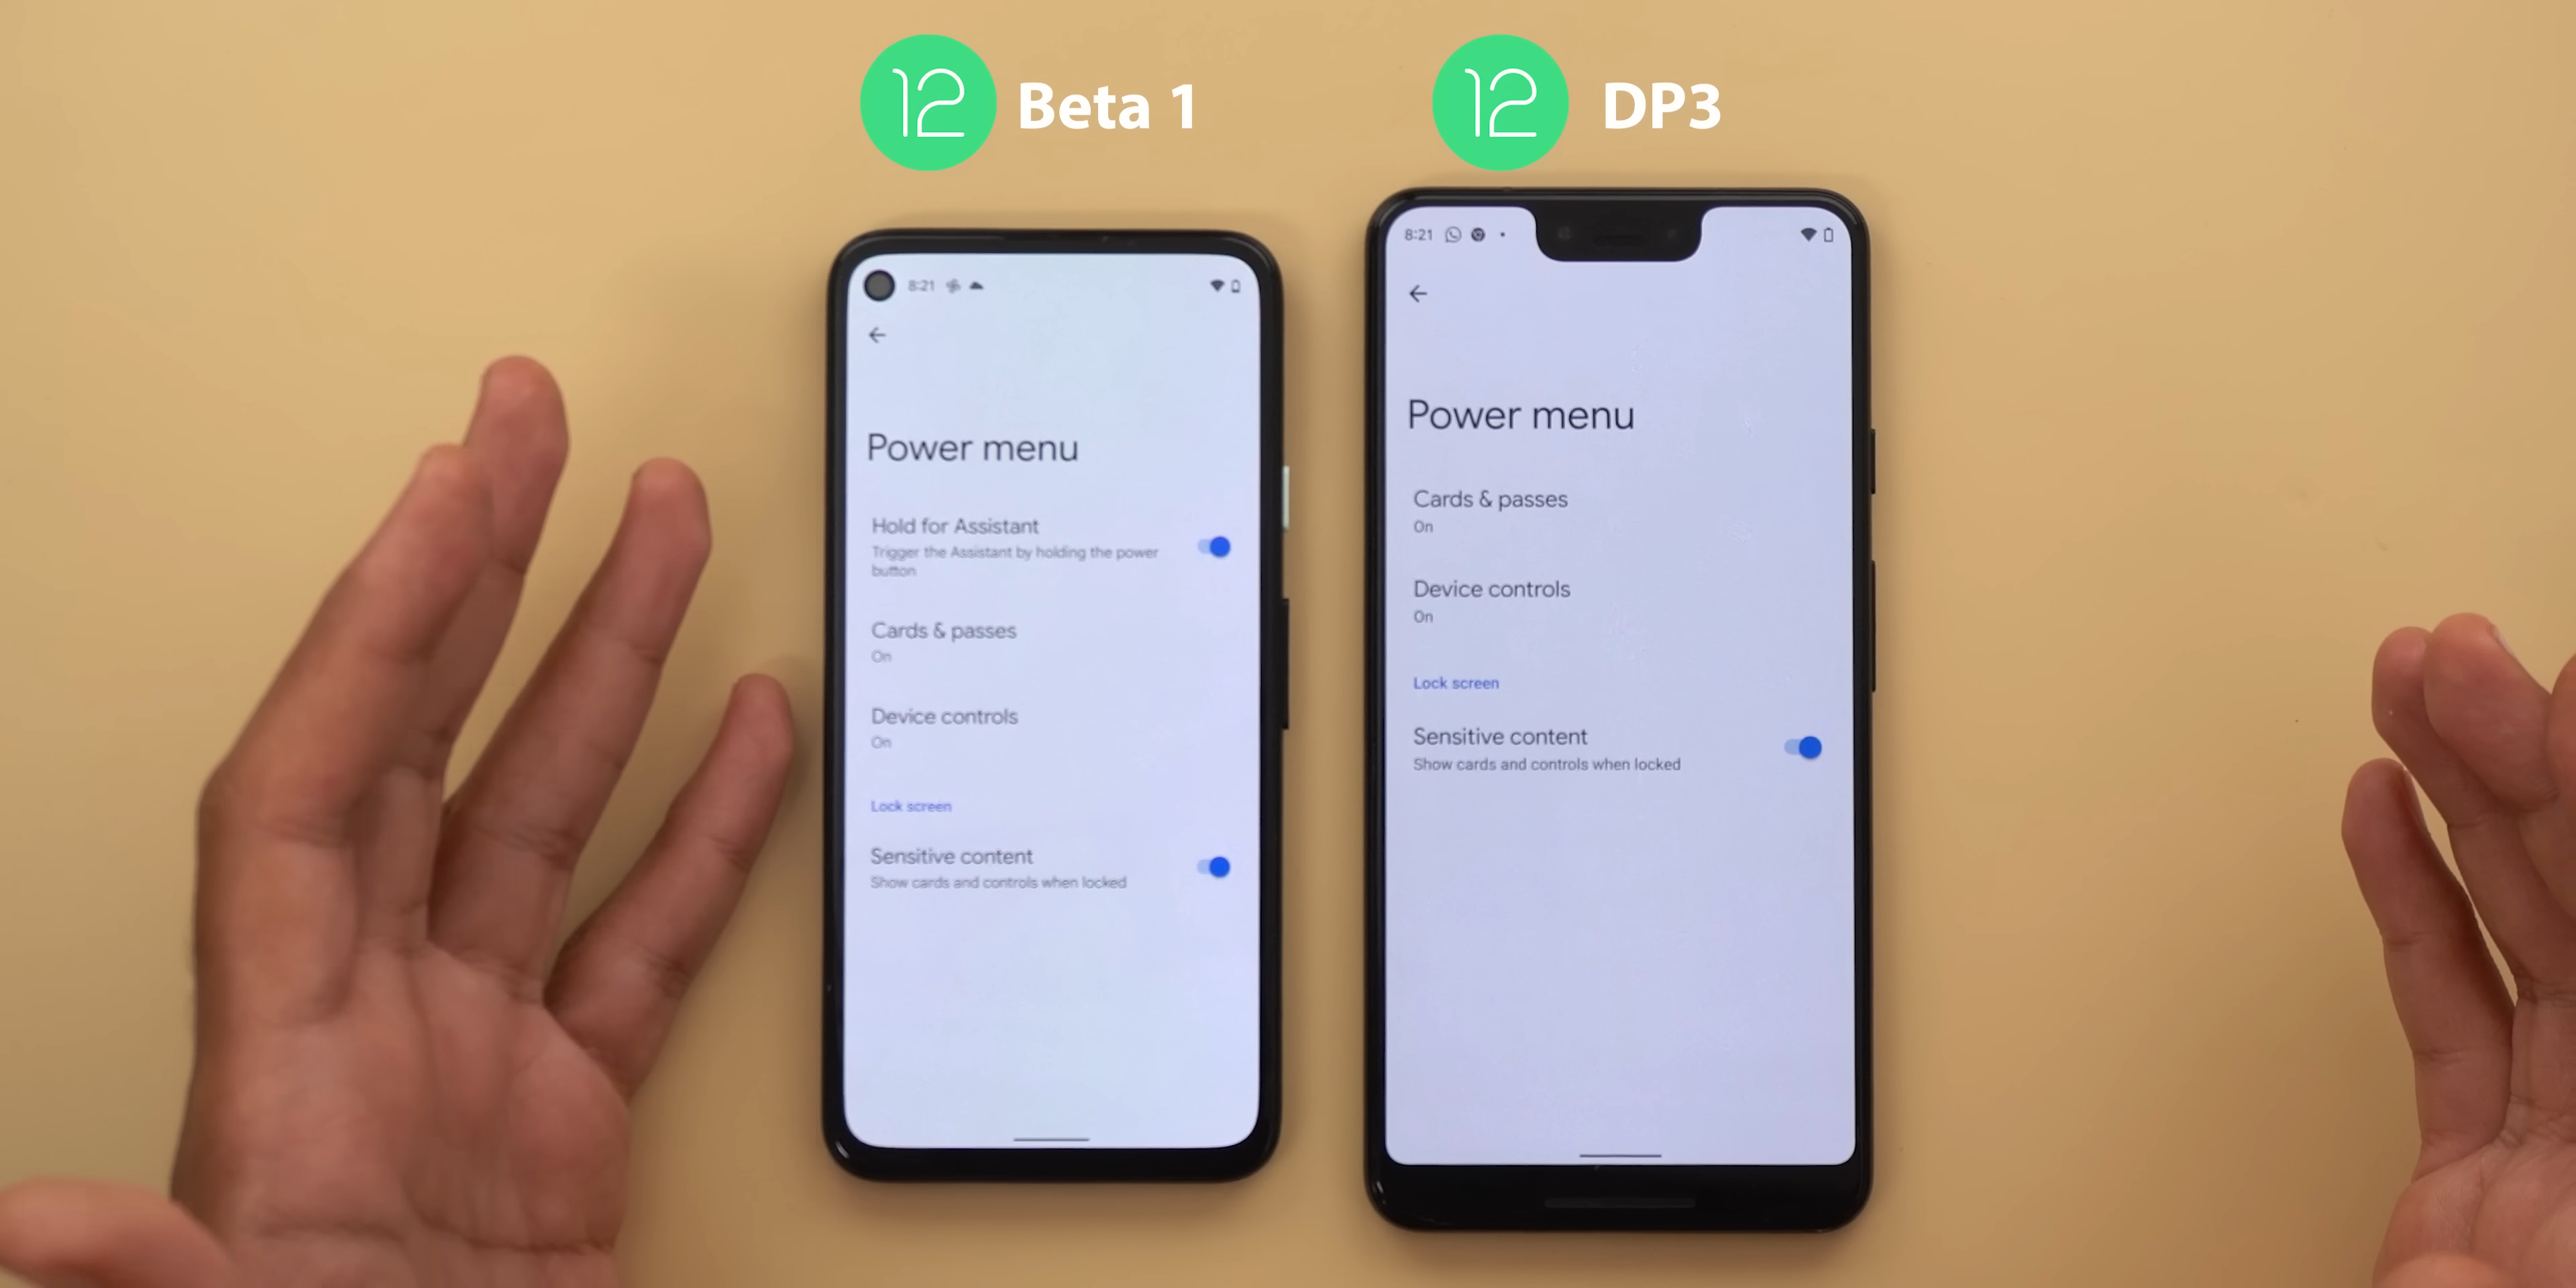 12 Beta 1
12 DP3
8:21
Power menu
Hold for Assistant
Trigger the Assistant by holding the power
button
Cards & passes
On
Device controls
On
Lock screen
Sensitive content
Show cards and controls when locked
8:21
Power menu
Cards & passes
On
Device controls
On
Lock screen
Sensitive content
Show cards and controls when locked